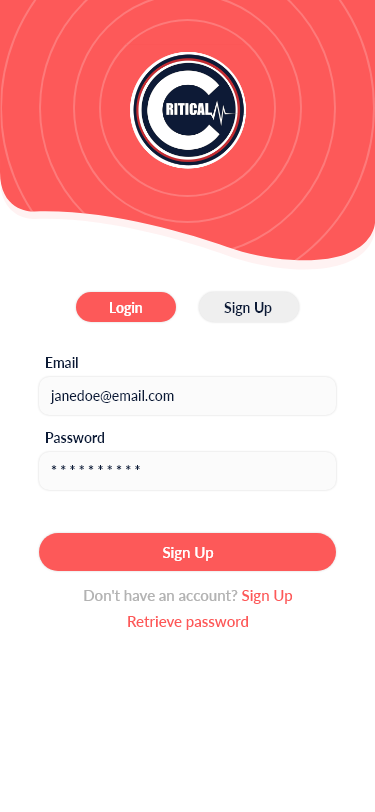 CRITICAL
Login Sign Up
Email
janedoe@email.com
Password
* * * * * * * * * *
Sign Up
Don't have an account? Sign Up
Retrieve password